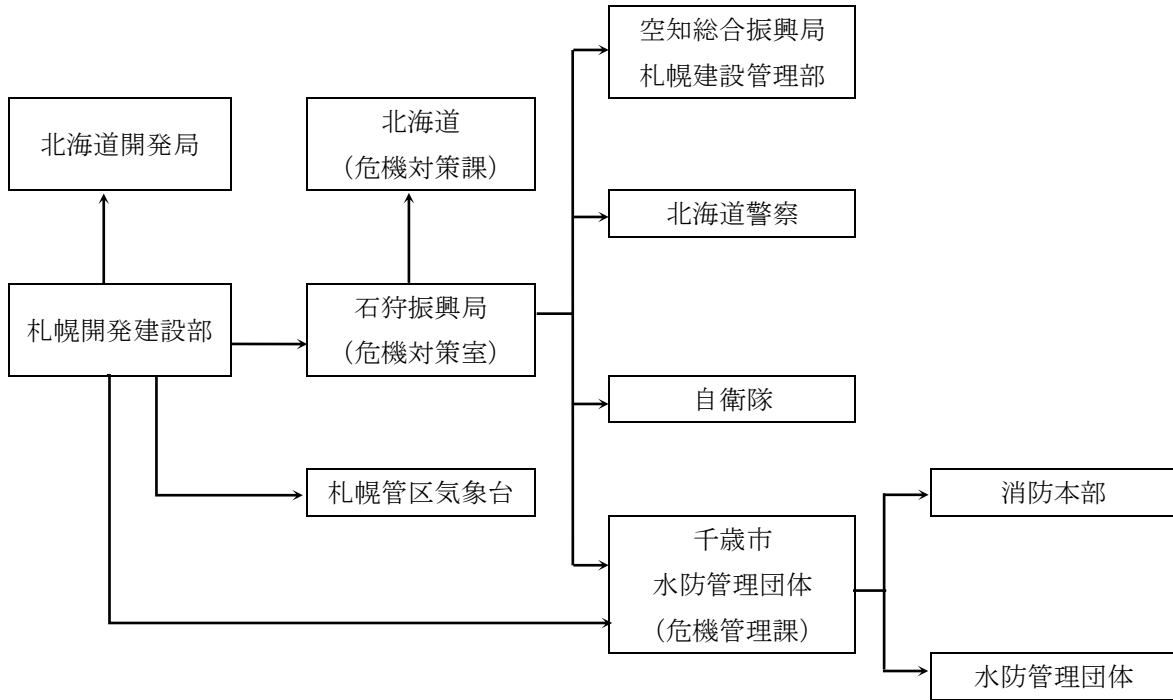 空知総合振興局
札幌建設管理部
北海道開発局
北海道
（危機対策課）
北海道警察
札幌開発建設部
石狩振興局
（危機対策室）
自衛隊
札幌管区気象台
消防本部
千歳市
水防管理団体
（危機管理課）
水防管理団体